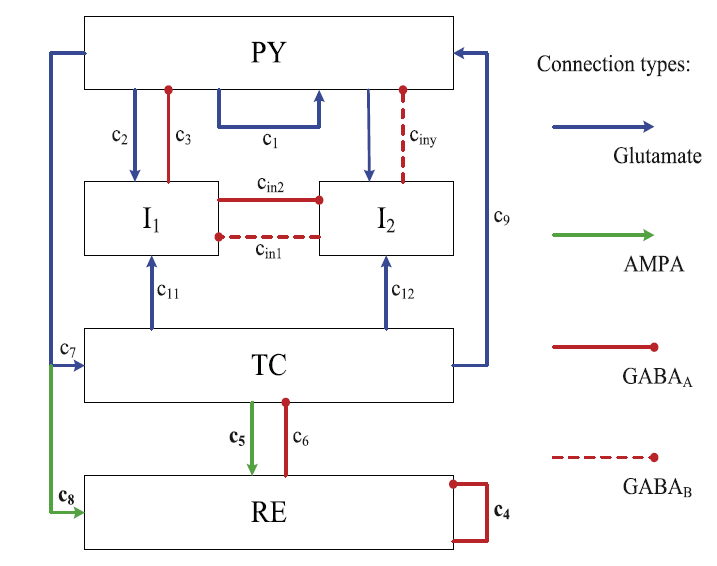 PY
Connection types:
c2
c3
c1
ciny
Glutamate
cin2
I1
I2
c9
cin1
AMPA
c11
c12
c7
TC
GABAA
c5
c6
c8
RE
c4
GABAB